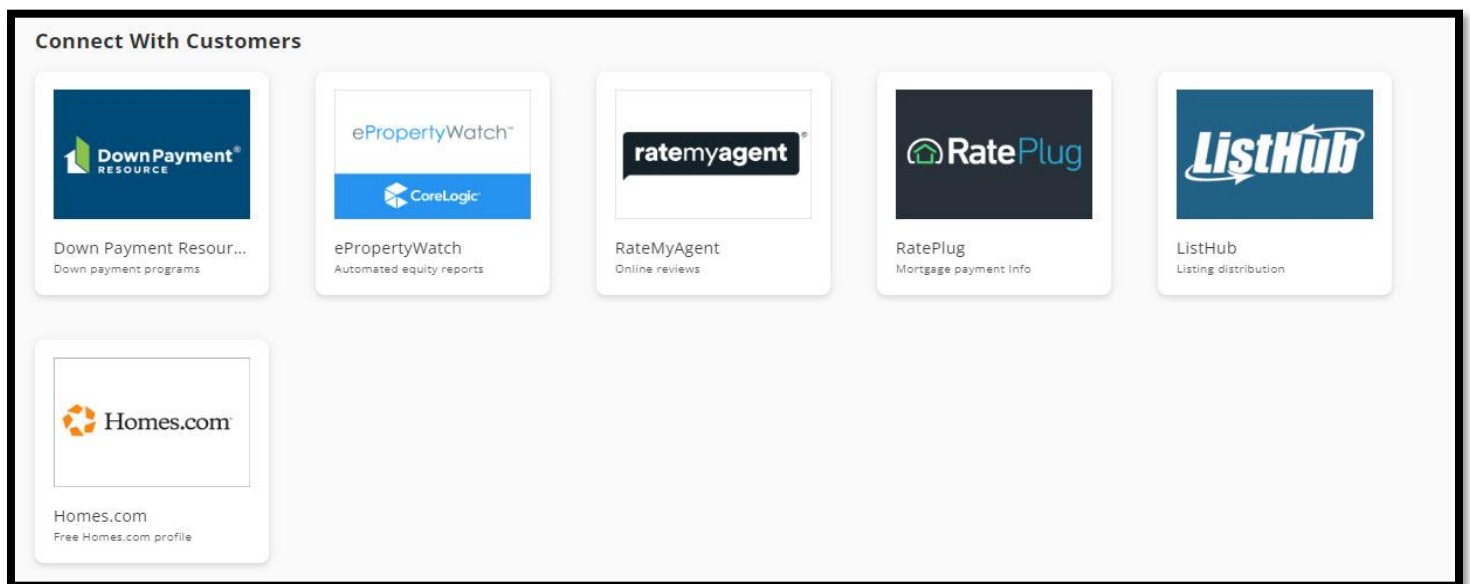 Connect With Customers
DownPayment®
RESOURCE
Down Payment Resour...
Down payment programs
ePropertyWatch™
CoreLogic
ePropertyWatch
Automated equity reports
ratemyagent®
RateMyAgent
Online reviews
RatePlug
RatePlug
Mortgage payment Info
ListHub
ListHub
Listing distribution
Homes.com
Homes.com
Free Homes.com profile